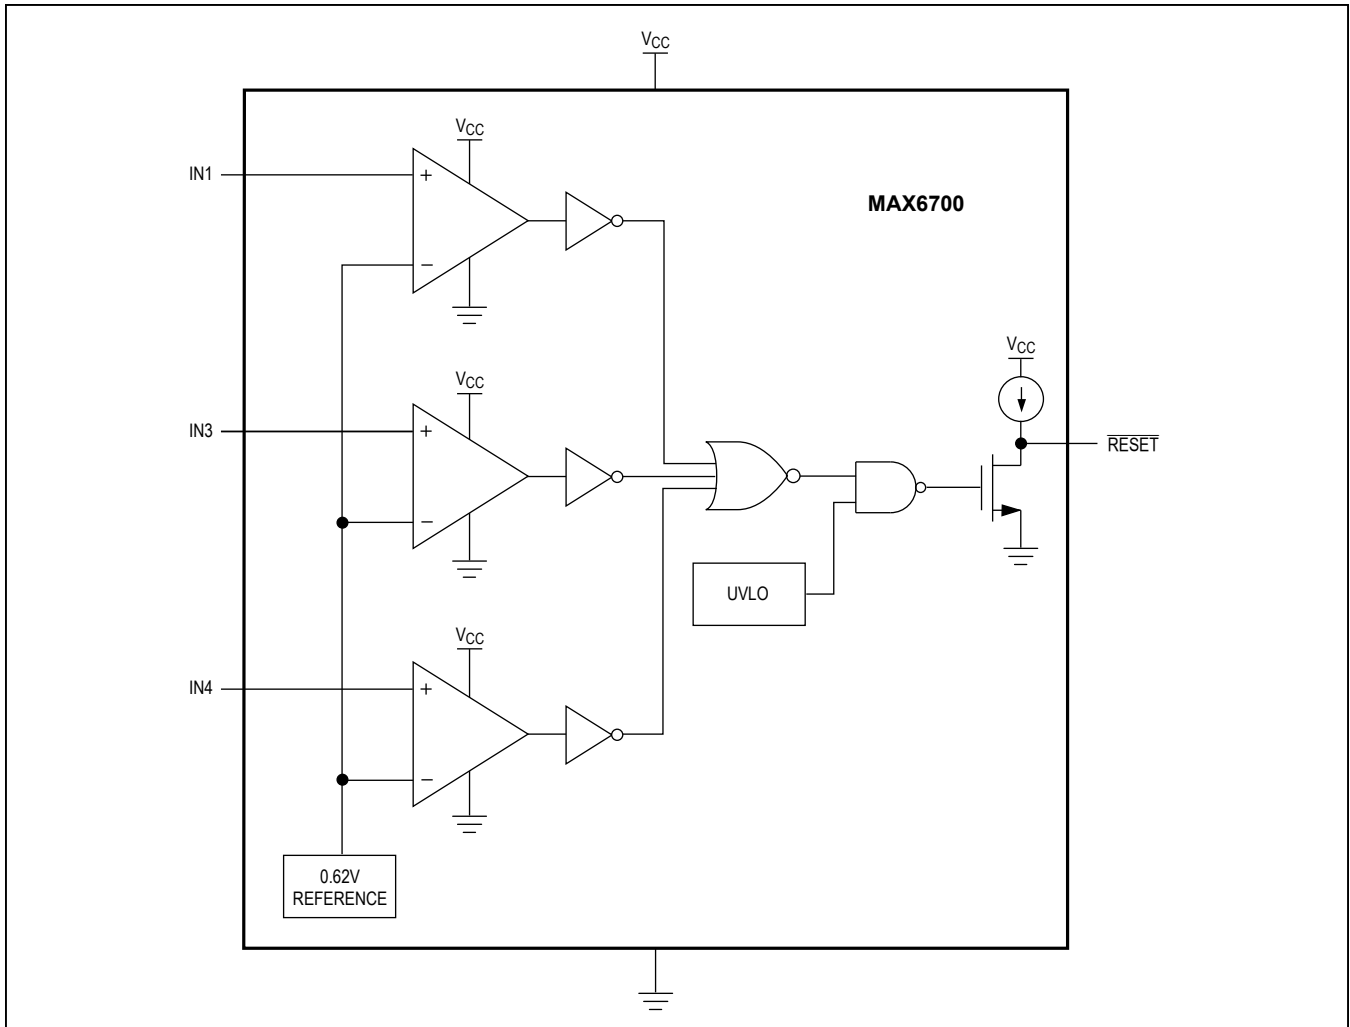 VCC
VCC
IN1
+
MAX6700
−
VCC
VCC
IN3
+
RESET
−
UVLO
VCC
IN4
+
−
0.62V
REFERENCE